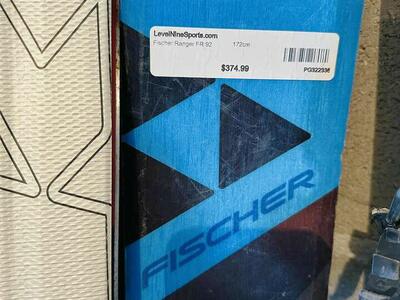 LevelNineSports.com
Fischer Ranger FR 92 172cm
$374.99
PG322336
FISCHER